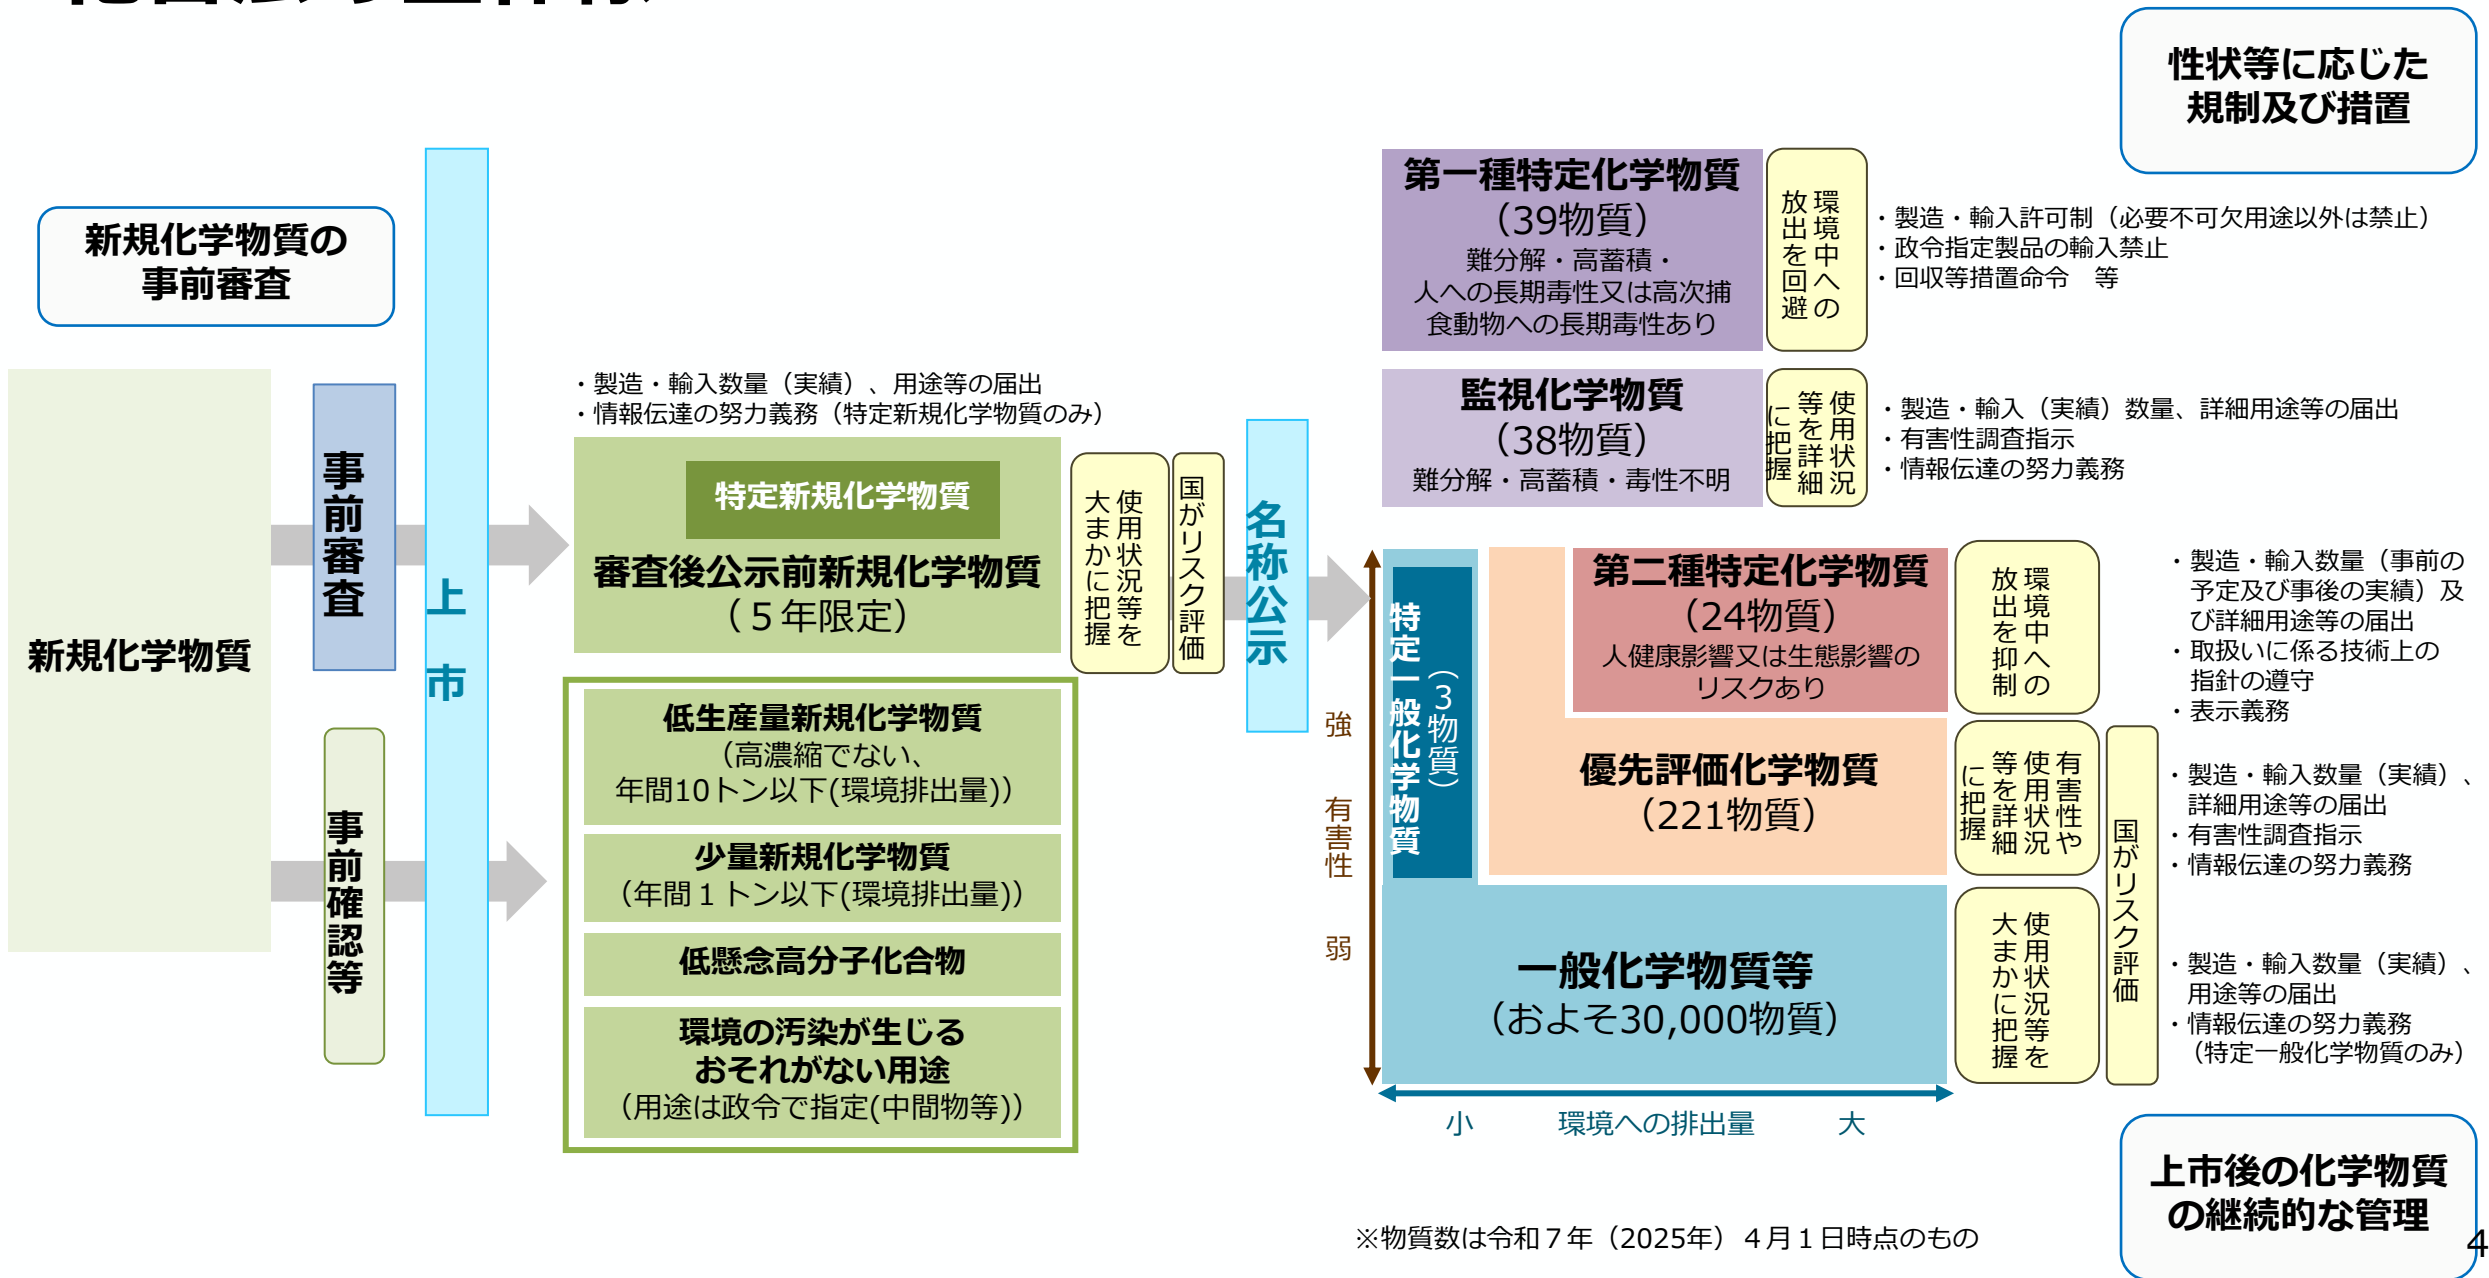 新規化学物質の
事前審査
新規化学物質
事前審査
事前確認等
上市
・製造・輸入数量（実績）、用途等の届出
・情報伝達の努力義務（特定新規化学物質のみ）
特定新規化学物質
審査後公示前新規化学物質
（５年限定）
使用状況等を
大まかに把握
国がリスク評価
低生産量新規化学物質
（高濃縮でない、
年間10トン以下(環境排出量)）
少量新規化学物質
（年間１トン以下(環境排出量)）
低懸念高分子化合物
環境の汚染が生じる
おそれがない用途
（用途は政令で指定(中間物等)）
名称公示
性状等に応じた
規制及び措置
第一種特定化学物質
（39物質）
難分解・高蓄積・
人への長期毒性又は高次捕
食動物への長期毒性あり
環境中への
放出を回避
・製造・輸入許可制（必要不可欠用途以外は禁止）
・政令指定製品の輸入禁止
・回収等措置命令　等
監視化学物質
（38物質）
難分解・高蓄積・毒性不明
使用状況
等を詳細
に把握
・製造・輸入（実績）数量、詳細用途等の届出
・有害性調査指示
・情報伝達の努力義務
強
有害性
弱
特定一般化学物質
（３物質）
第二種特定化学物質
（24物質）
人健康影響又は生態影響の
リスクあり
環境中への
放出を抑制
・製造・輸入数量（事前の
予定及び事後の実績）及
び詳細用途等の届出
・取扱いに係る技術上の
指針の遵守
・表示義務
優先評価化学物質
（221物質）
有害性や
使用状況
等を詳細
に把握
・製造・輸入数量（実績）、
詳細用途等の届出
・有害性調査指示
・情報伝達の努力義務
国がリスク評価
一般化学物質等
（およそ30,000物質）
使用状況等を
大まかに把握
・製造・輸入数量（実績）、
用途等の届出
・情報伝達の努力義務
（特定一般化学物質のみ）
小　環境への排出量　大
上市後の化学物質
の継続的な管理
※物質数は令和７年（2025年）４月１日時点のもの
4